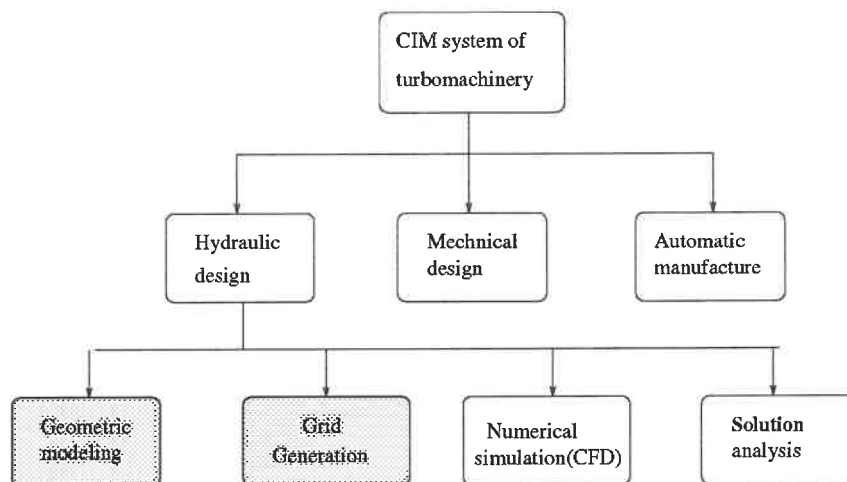 CIM system of
turbomachinery
Hydraulic
design
Mechnical
design
Automatic
manufacture
Geometric
modeling
Grid
Generation
Numerical
simulation(CFD)
Solution
analysis